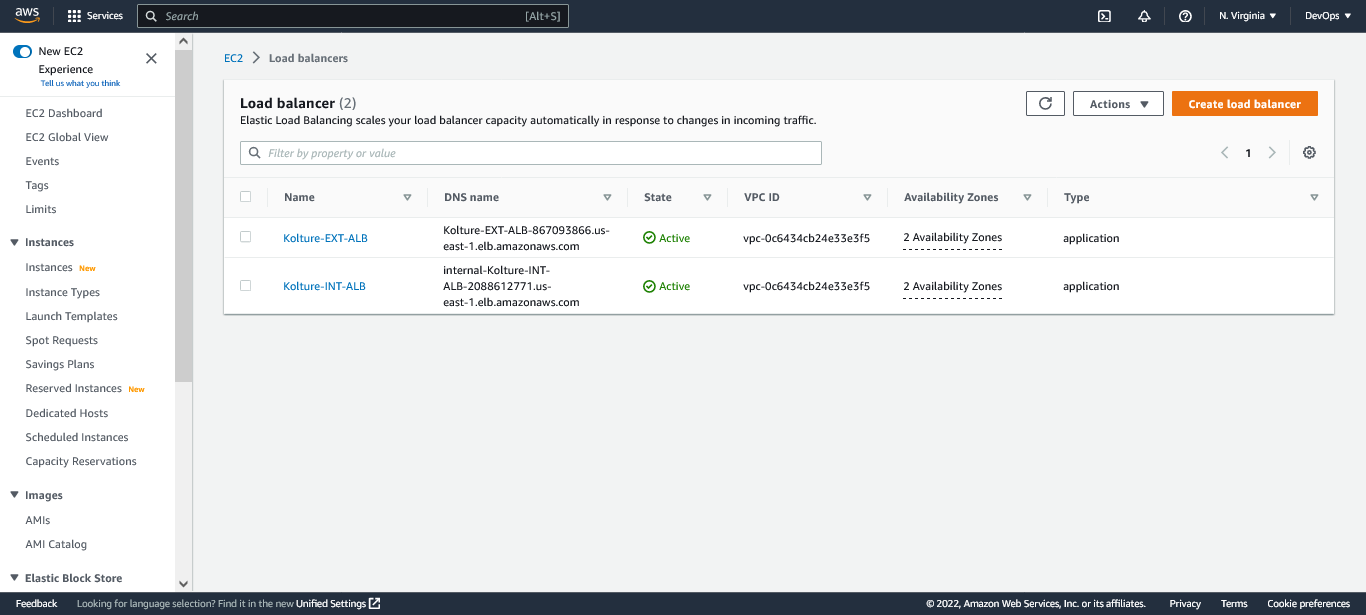 aws
Services
Search
[Alt+S]
N. Virginia
DevOps
New EC2
Experience
Tell us what you think
EC2 Dashboard
EC2 Global View
Events
Tags
Limits
Instances
Instances New
Instance Types
Launch Templates
Spot Requests
Savings Plans
Reserved Instances New
Dedicated Hosts
Scheduled Instances
Capacity Reservations
Images
AMIs
AMI Catalog
Elastic Block Store
EC2 > Load balancers
Load balancer (2)
Elastic Load Balancing scales your load balancer capacity automatically in response to changes in incoming traffic.
Actions
Create load balancer
Filter by property or value
1
Name DNS name State VPC ID Availability Zones Type
Kolture-EXT-ALB
Kolture-EXT-ALB-867093866.us-
east-1.elb.amazonaws.com
Active
vpc-0c6434cb24e33e3f5
2 Availability Zones
application
Kolture-INT-ALB
internal-Kolture-INT-
ALB-2088612771.us-
east-1.elb.amazonaws.com
Active
vpc-0c6434cb24e33e3f5
2 Availability Zones
application
Feedback
Looking for language selection? Find it in the new Unified Settings
© 2022, Amazon Web Services, Inc. or its affiliates.
Privacy
Terms
Cookie preferences